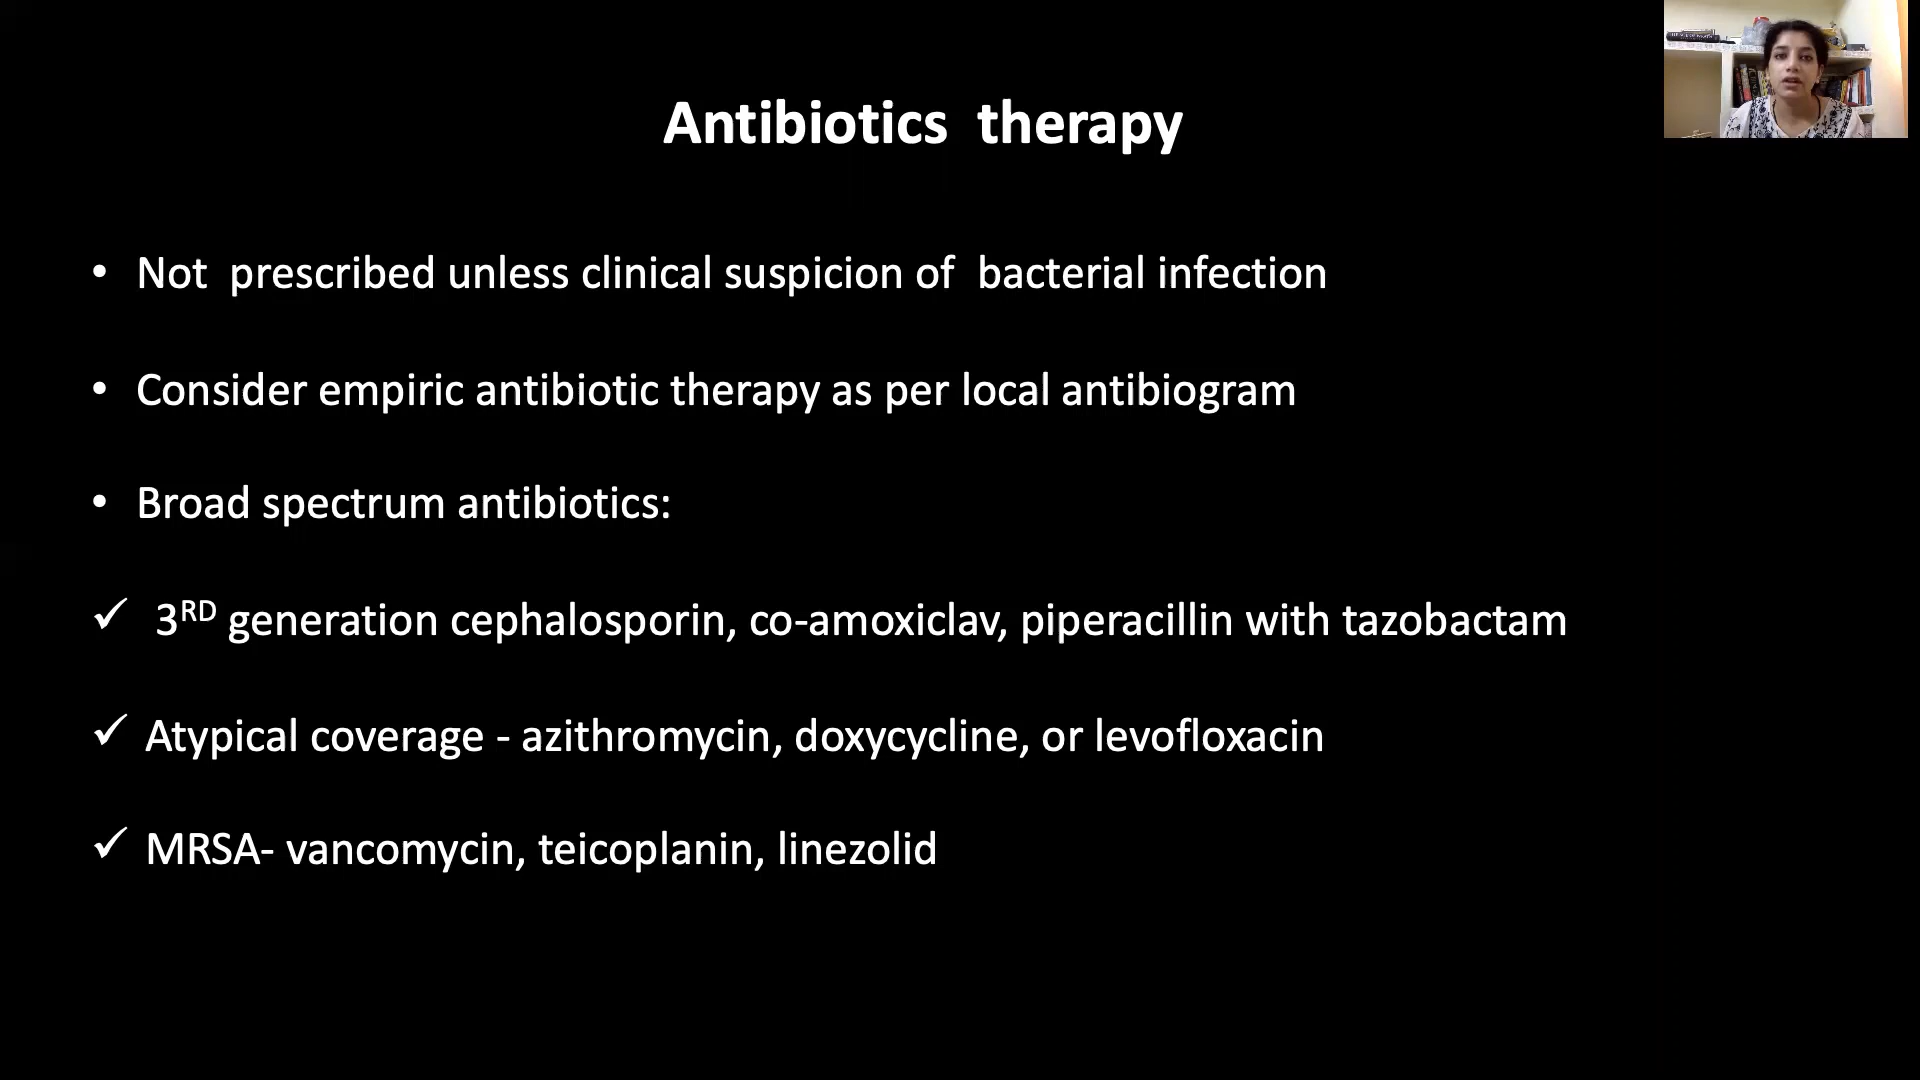 Antibiotics therapy
• Not prescribed unless clinical suspicion of bacterial infection
• Consider empiric antibiotic therapy as per local antibiogram
• Broad spectrum antibiotics:
✓ 3RD generation cephalosporin, co-amoxiclav, piperacillin with tazobactam
✓ Atypical coverage - azithromycin, doxycycline, or levofloxacin
✓ MRSA- vancomycin, teicoplanin, linezolid